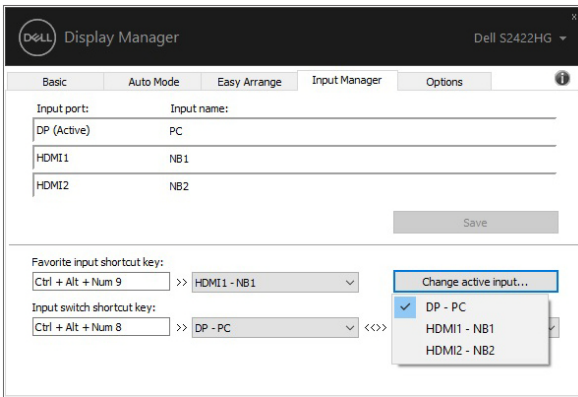 DELL Display Manager Dell S2422HG
Basic Auto Mode Easy Arrange Input Manager Options
Input port: Input name:
DP (Active) PC
HDMI1 NB1
HDMI2 NB2
Save
Favorite input shortcut key:
Ctrl + Alt + Num 9 >> HDMI1 - NB1 Change active input...
Input switch shortcut key:
Ctrl + Alt + Num 8 >> DP - PC <<>>
DP - PC
HDMI1 - NB1
HDMI2 - NB2